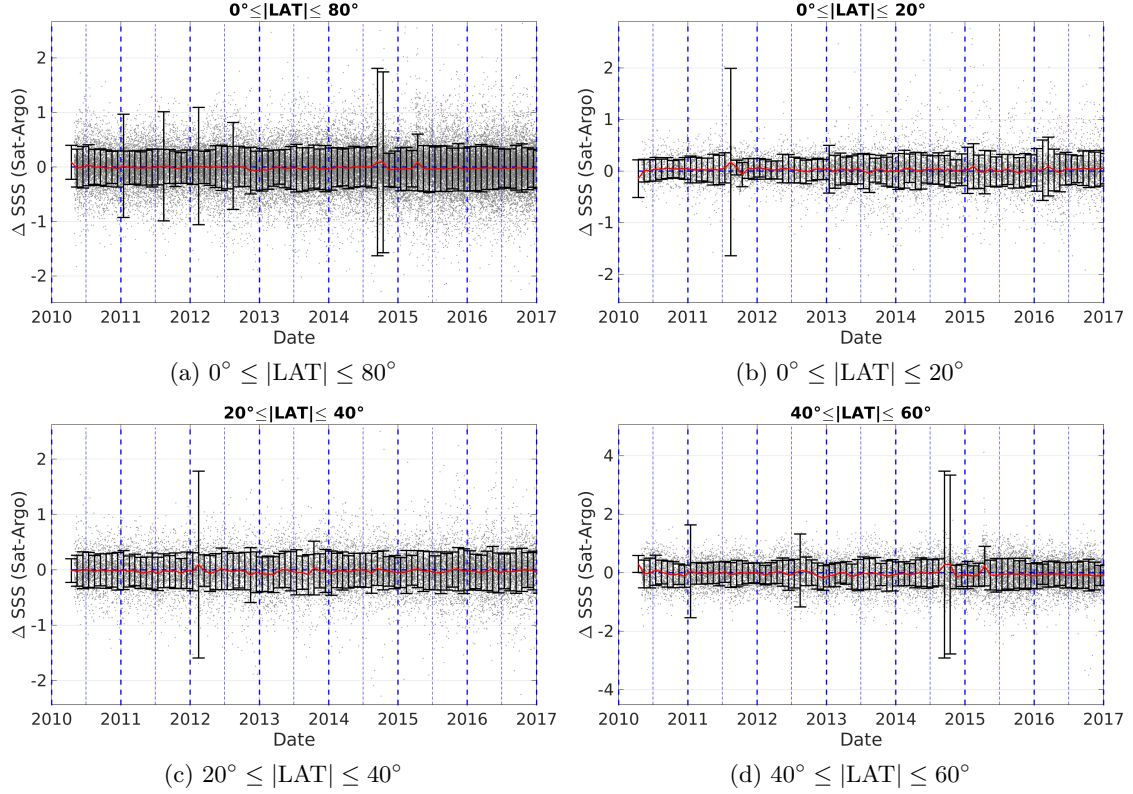 0°≤|LAT|≤ 80°
Δ SSS (Sat-Argo)
2
1
0
-1
-2
2010 2011 2012 2013 2014 2015 2016 2017
Date
(a) 0° ≤ |LAT| ≤ 80°
0°≤|LAT|≤ 20°
Δ SSS (Sat-Argo)
2
1
0
-1
-2
2010 2011 2012 2013 2014 2015 2016 2017
Date
(b) 0° ≤ |LAT| ≤ 20°
20°≤|LAT|≤ 40°
Δ SSS (Sat-Argo)
2
1
0
-1
-2
2010 2011 2012 2013 2014 2015 2016 2017
Date
(c) 20° ≤ |LAT| ≤ 40°
40°≤|LAT|≤ 60°
Δ SSS (Sat-Argo)
4
2
0
-2
-4
2010 2011 2012 2013 2014 2015 2016 2017
Date
(d) 40° ≤ |LAT| ≤ 60°